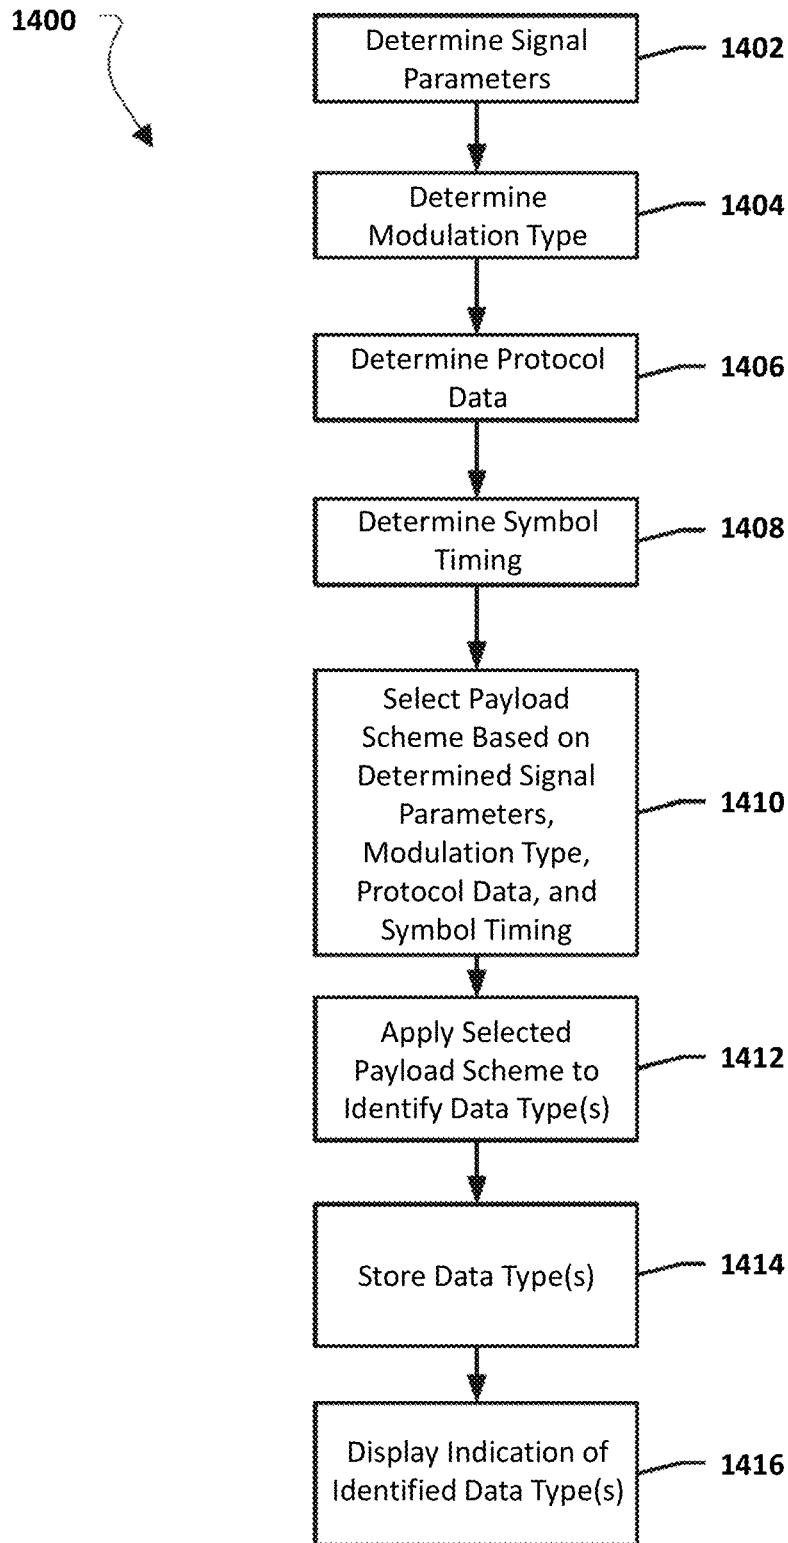 1400
Determine Signal
Parameters
1402
Determine
Modulation Type
1404
Determine Protocol
Data
1406
Determine Symbol
Timing
1408
Select Payload
Scheme Based on
Determined Signal
Parameters,
Modulation Type,
Protocol Data, and
Symbol Timing
1410
Apply Selected
Payload Scheme to
Identify Data Type(s)
1412
Store Data Type(s)
1414
Display Indication of
Identified Data Type(s)
1416